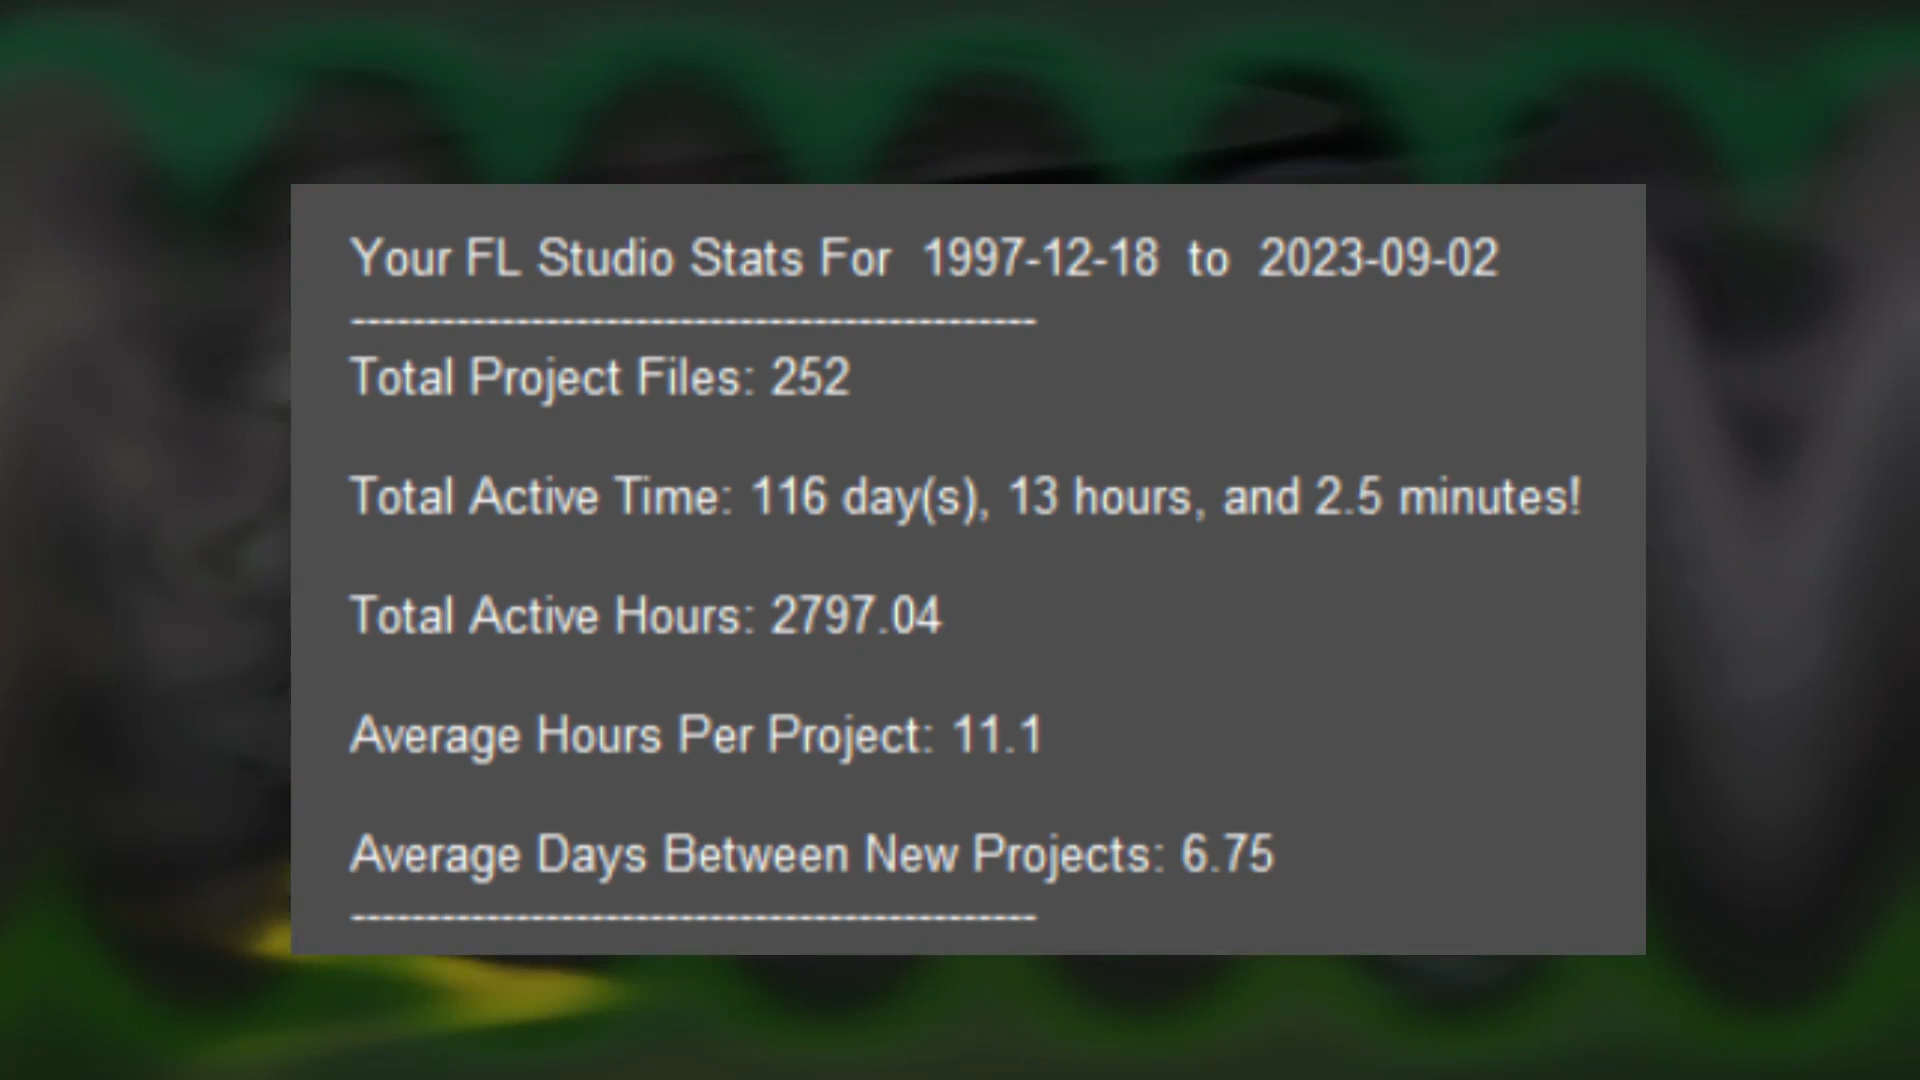 Your FL Studio Stats For  1997-12-18  to  2023-09-02
----------------------------------------------
Total Project Files: 252
Total Active Time: 116 day(s), 13 hours, and 2.5 minutes!
Total Active Hours: 2797.04
Average Hours Per Project: 11.1
Average Days Between New Projects: 6.75
----------------------------------------------